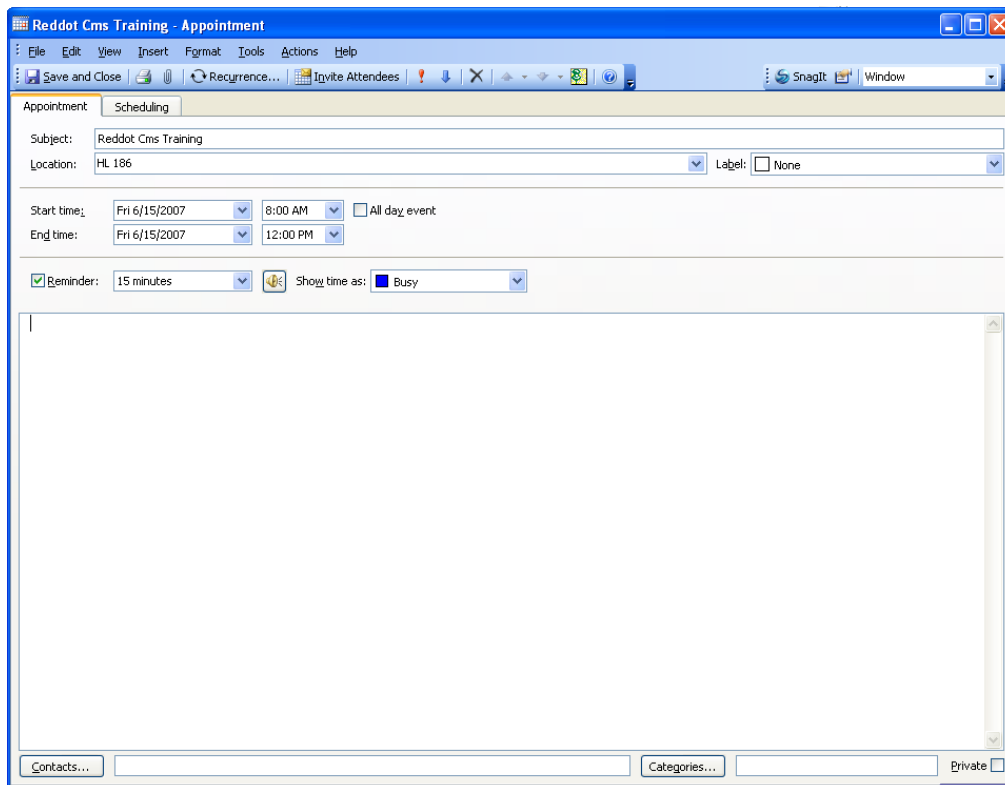 Reddot Cms Training - Appointment
File Edit View Insert Format Tools Actions Help
Save and Close Recurrence... Invite Attendees SnagIt Window
Appointment Scheduling
Subject: Reddot Cms Training
Location: HL 186 Label: None
Start time: Fri 6/15/2007 8:00 AM All day event
End time: Fri 6/15/2007 12:00 PM
Reminder: 15 minutes Show time as: Busy
Contacts... Categories... Private